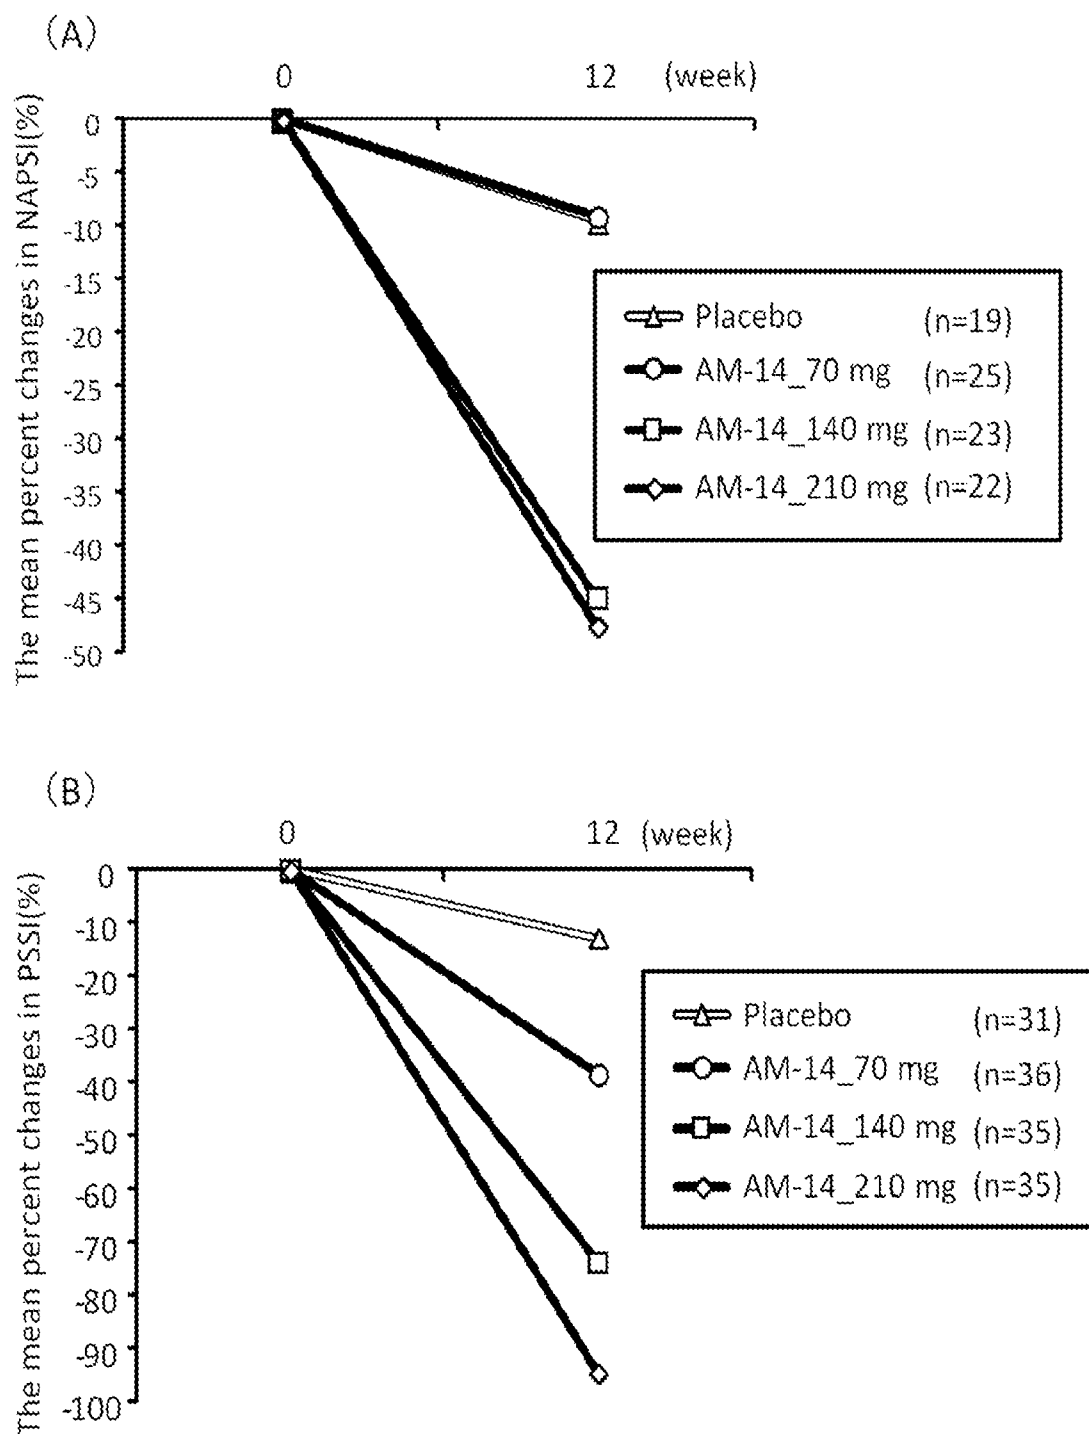 (A)
0 12 (week)
The mean percent changes in NAPSI(%)
0
-5
-10
-15
-20
-25
-30
-35
-40
-45
-50
Placebo (n=19)
AM-14_70 mg (n=25)
AM-14_140 mg (n=23)
AM-14_210 mg (n=22)
(B)
0 12 (week)
The mean percent changes in PSSI(%)
0
-10
-20
-30
-40
-50
-60
-70
-80
-90
-100
Placebo (n=31)
AM-14_70 mg (n=36)
AM-14_140 mg (n=35)
AM-14_210 mg (n=35)